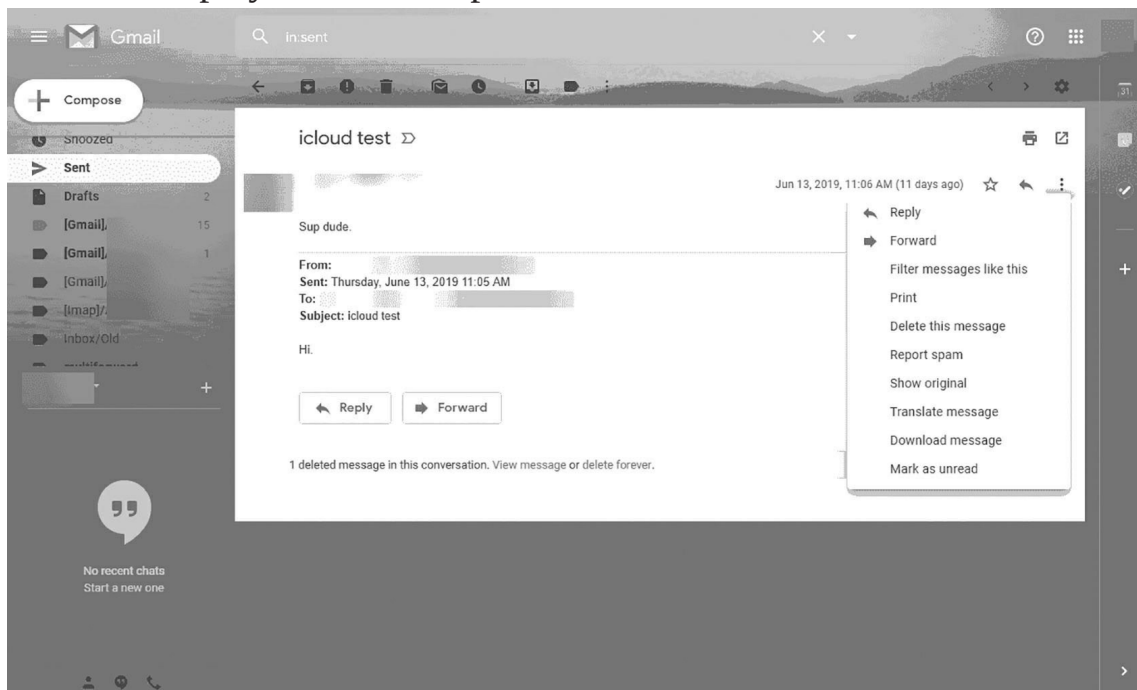 Gmail
in:sent
Compose
31
Snoozed
Sent
Drafts 2
[Gmail]/ 15
[Gmail]/ 1
[Gmail]/
[Imap]/
Inbox/Old
icloud test
Jun 13, 2019, 11:06 AM (11 days ago)
Sup dude.
From:
Sent: Thursday, June 13, 2019 11:05 AM
To:
Subject: icloud test
Hi.
Reply
Forward
1 deleted message in this conversation. View message or delete forever.
Reply
Forward
Filter messages like this
Print
Delete this message
Report spam
Show original
Translate message
Download message
Mark as unread
No recent chats
Start a new one